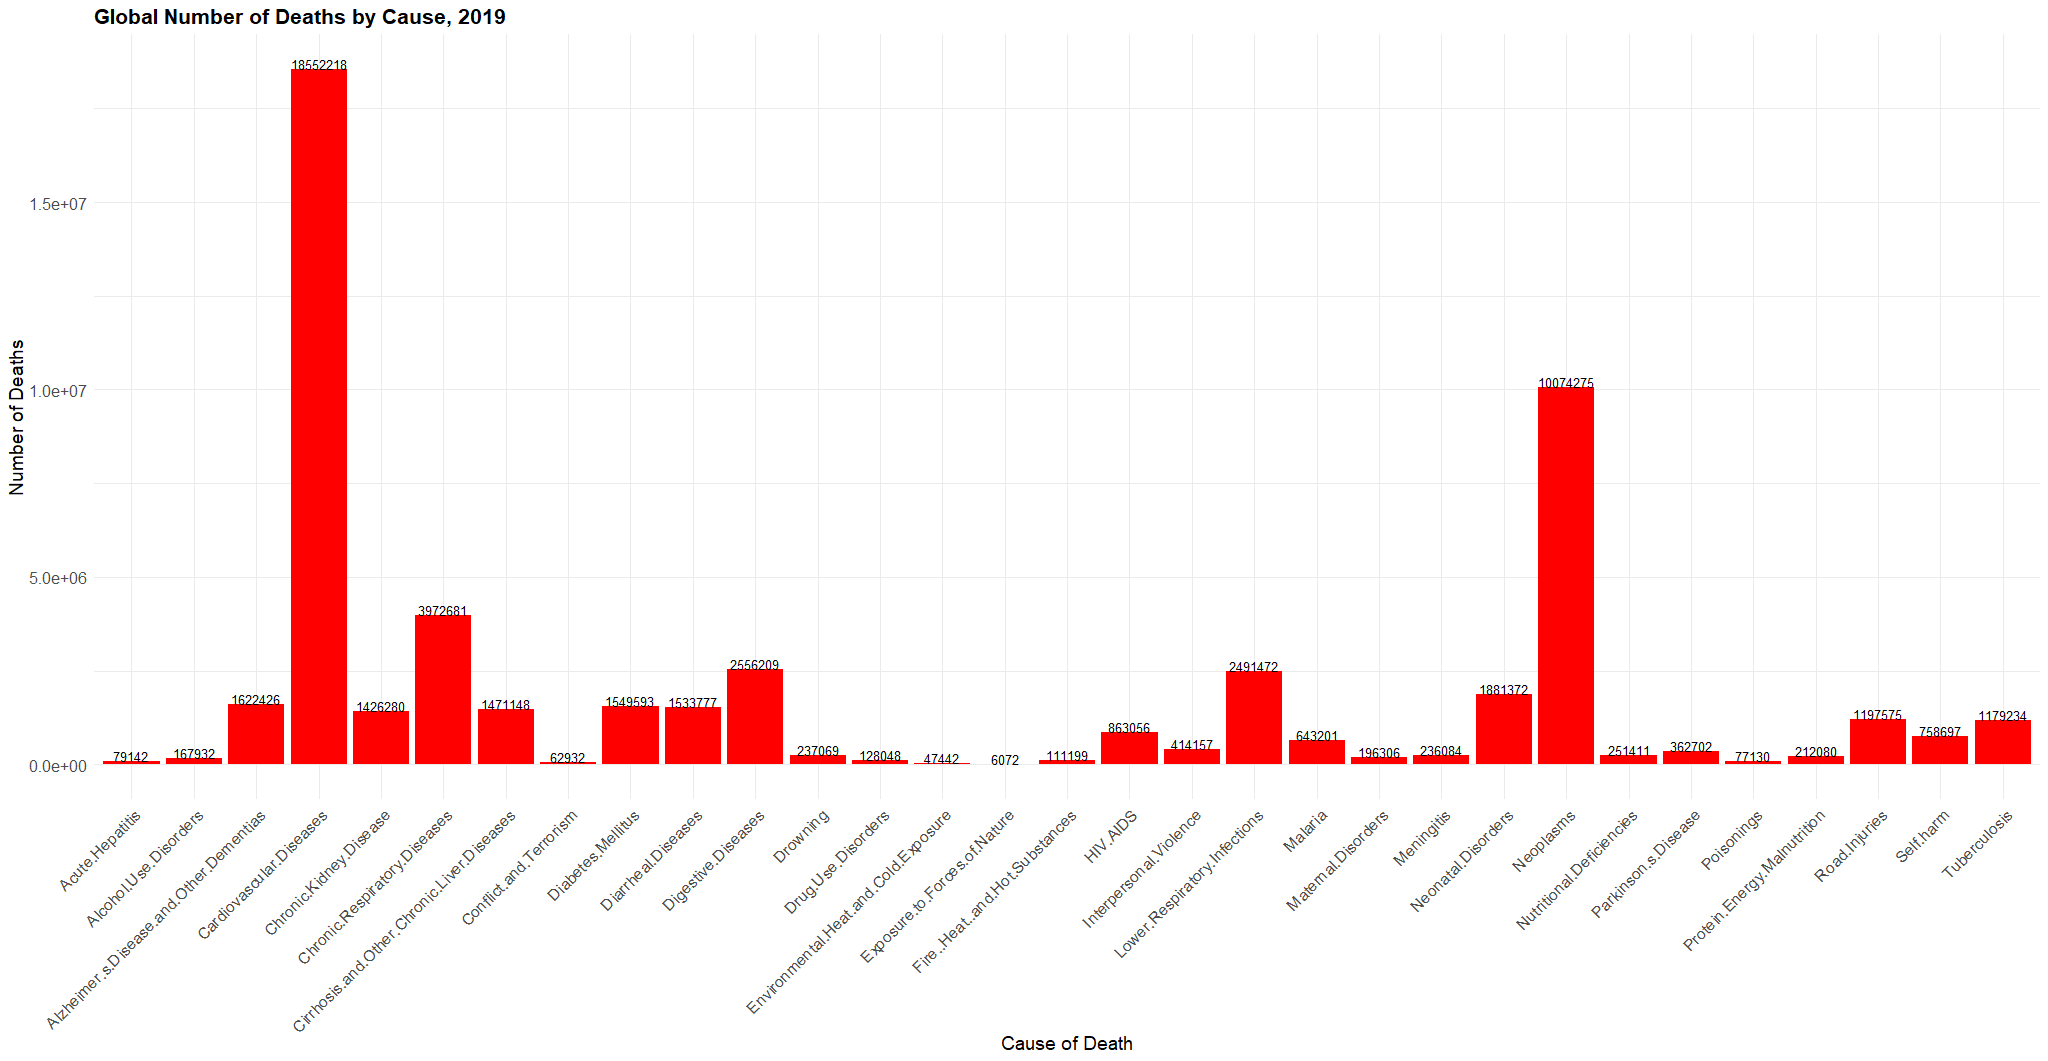 Global Number of Deaths by Cause, 2019
Number of Deaths
1.5e+07
1.0e+07
5.0e+06
0.0e+00
79142
167932
1622426
18552218
1426280
3972681
1471148
62932
1549593
1533777
2556209
237069
128048
47442
6072
111199
863056
414157
2491472
643201
196306
236084
1881372
10074275
251411
362702
77130
212080
1197575
758697
1179234
Acute.Hepatitis
Alcohol.Use.Disorders
Alzheimer.s.Disease.and.Other.Dementias
Cardiovascular.Diseases
Chronic.Kidney.Disease
Chronic.Respiratory.Diseases
Cirrhosis.and.Other.Chronic.Liver.Diseases
Conflict.and.Terrorism
Diabetes.Mellitus
Diarrheal.Diseases
Digestive.Diseases
Drowning
Drug.Use.Disorders
Environmental.Heat.and.Cold.Exposure
Exposure.to.Forces.of.Nature
Fire..Heat..and.Hot.Substances
HIV.AIDS
Interpersonal.Violence
Lower.Respiratory.Infections
Malaria
Maternal.Disorders
Meningitis
Neonatal.Disorders
Neoplasms
Nutritional.Deficiencies
Parkinson.s.Disease
Poisonings
Protein.Energy.Malnutrition
Road.Injuries
Self.harm
Tuberculosis
Cause of Death